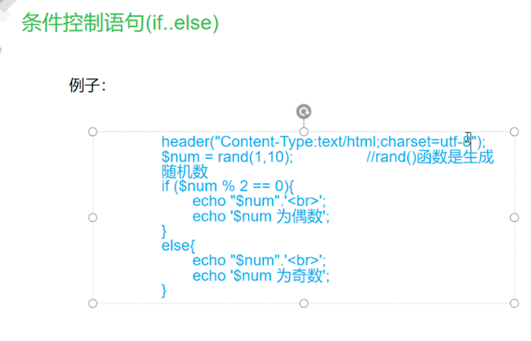 条件控制语句(if..else)
例子：
header("Content-Type:text/html;charset=utf-8");
$num = rand(1,10); //rand()函数是生成
随机数
if ($num % 2 == 0){
echo "$num".'<br>';
echo '$num 为偶数';
}
else{
echo "$num".'<br>';
echo '$num 为奇数';
}